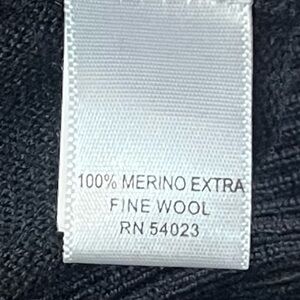 100% MERINO EXTRA
FINE WOOL
RN 54023